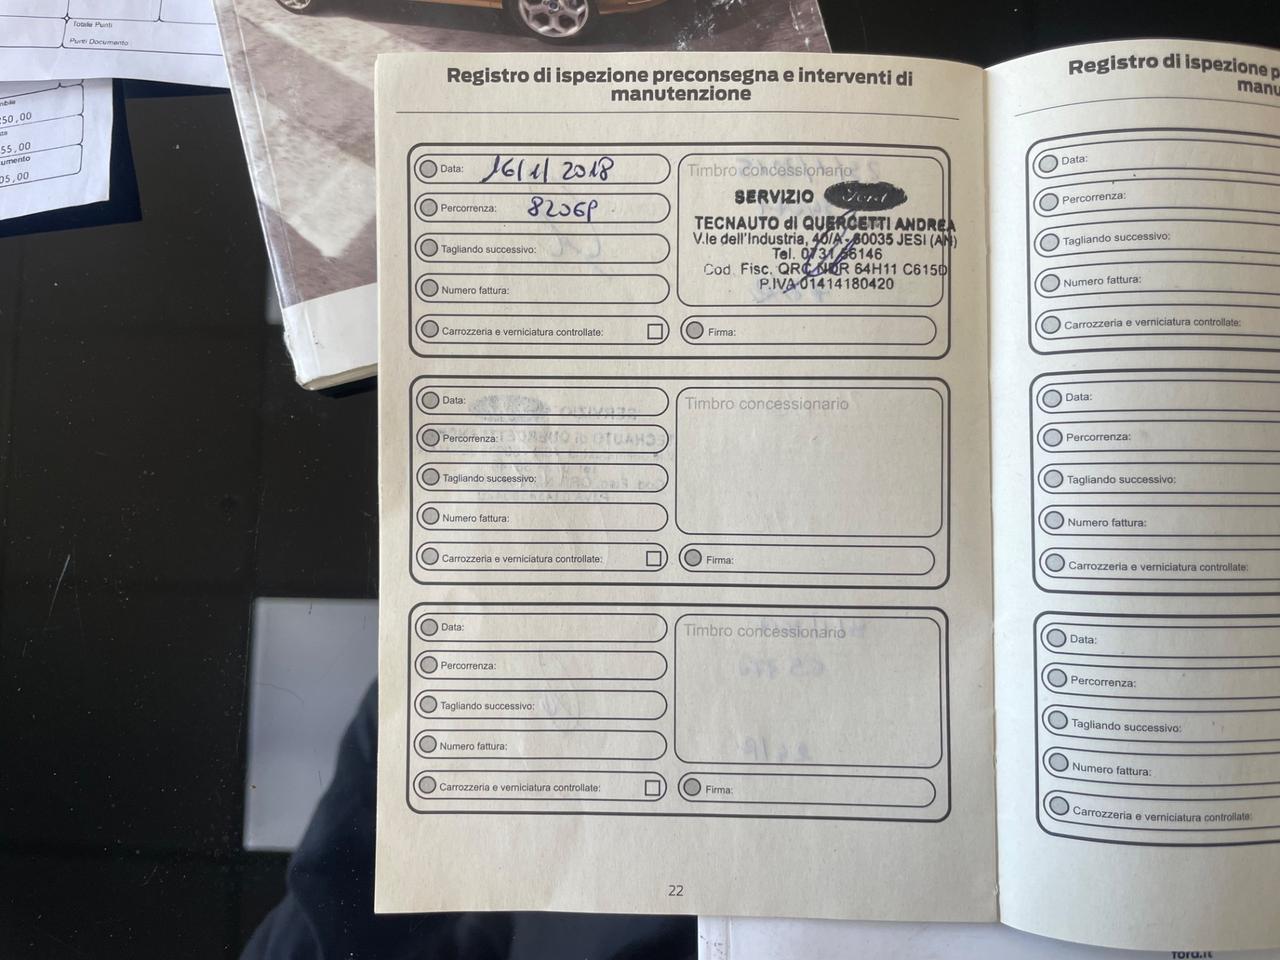 Totale Punti
Punti Documento :
50,00
55,00
05,00
Registro di ispezione preconsegna e interventi di
manutenzione
Data: 16/1/2018
Percorrenza:
Tagliando successivo:
Numero fattura:
Carrozzeria e verniciatura controllate:
Timbro concessionario
SERVIZIO Ford
TECNAUTO di QUERCETTI ANDREA
V.le dell'Industria, 40/A- 60035 JESI (AN)
Tel. 0731 56146
Cod. Fisc. QRC NDR 64H11 C615D
P.IVA 01414180420
Firma:
Data:
Percorrenza:
Tagliando successivo:
Numero fattura:
Carrozzeria e verniciatura controllate:
Timbro concessionario
Firma:
Data:
Percorrenza:
Tagliando successivo:
Numero fattura:
Carrozzeria e verniciatura controllate:
Timbro concessionario
Firma:
22
Registro di ispezione p
manu
Data:
Percorrenza:
Tagliando successivo:
Numero fattura:
Carrozzeria e verniciatura controllate:
Data:
Percorrenza:
Tagliando successivo:
Numero fattura:
Carrozzeria e verniciatura controllate:
Data:
Percorrenza:
Tagliando successivo:
Numero fattura:
Carrozzeria e verniciatura controllate:
ford.it